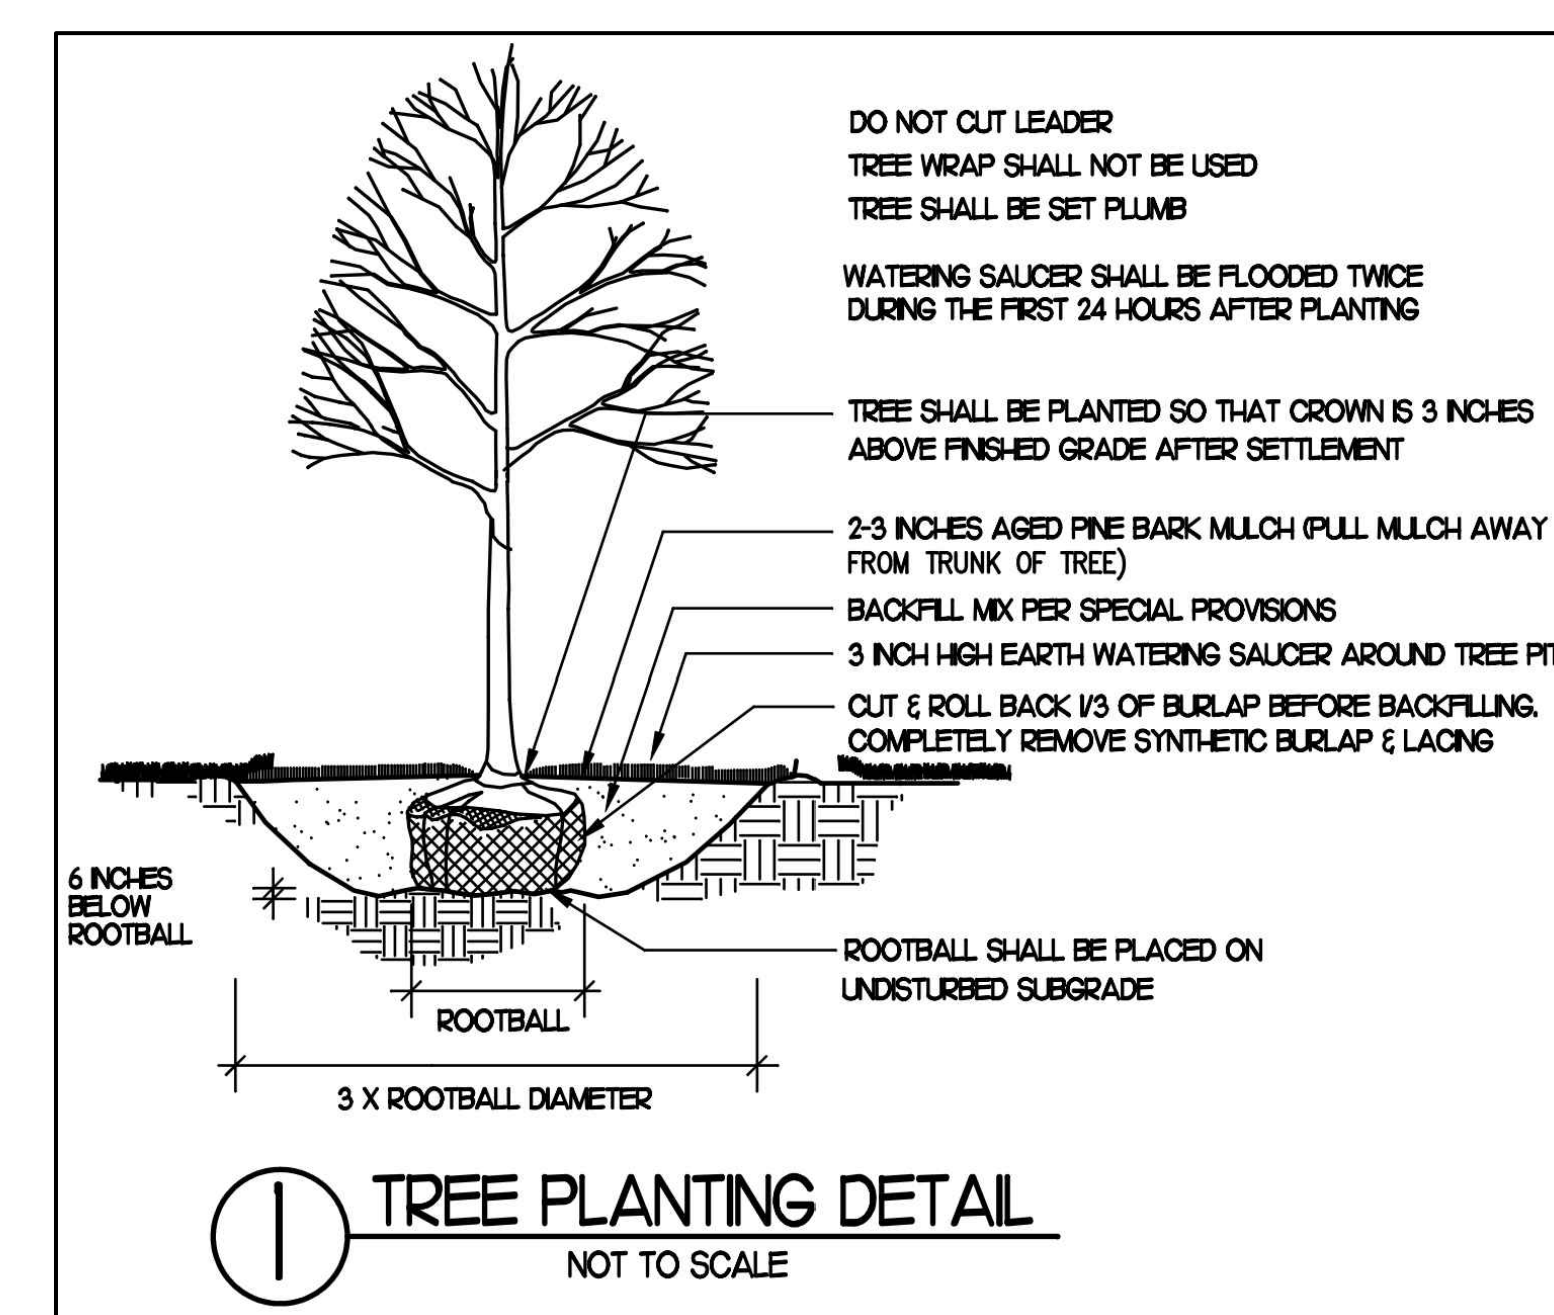 DO NOT CUT LEADER
TREE WRAP SHALL NOT BE USED
TREE SHALL BE SET PLUMB
WATERING SAUCER SHALL BE FLOODED TWICE
DURING THE FIRST 24 HOURS AFTER PLANTING
TREE SHALL BE PLANTED SO THAT CROWN IS 3 INCHES
ABOVE FINISHED GRADE AFTER SETTLEMENT
2-3 INCHES AGED PINE BARK MULCH (PULL MULCH AWAY
FROM TRUNK OF TREE)
BACKFILL MIX PER SPECIAL PROVISIONS
3 INCH HIGH EARTH WATERING SAUCER AROUND TREE PIT
CUT & ROLL BACK 1/3 OF BURLAP BEFORE BACKFILLING.
COMPLETELY REMOVE SYNTHETIC BURLAP & LACING
6 INCHES
BELOW
ROOTBALL
ROOTBALL SHALL BE PLACED ON
UNDISTURBED SUBGRADE
ROOTBALL
3 X ROOTBALL DIAMETER
1 TREE PLANTING DETAIL
NOT TO SCALE